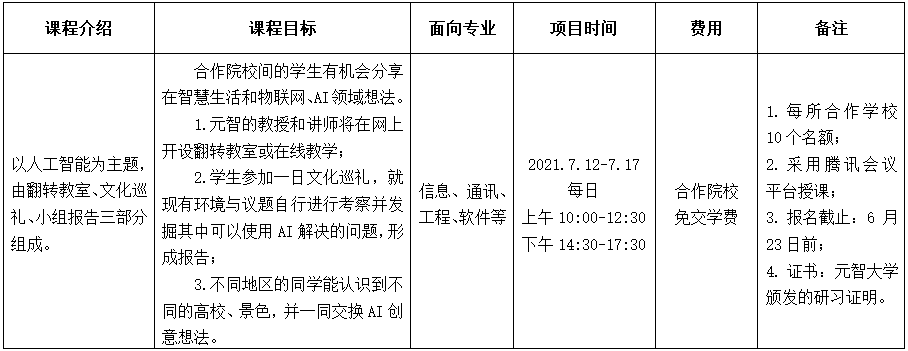 课程介绍
课程目标
面向专业
项目时间
费用
备注
以人工智能为主题,
由翻转教室、文化巡
礼、小组报告三部分
组成。
合作院校间的学生有机会分享
在智慧生活和物联网、AI领域想法。
1.元智的教授和讲师将在网上
开设翻转教室或在线教学;
2.学生参加一日文化巡礼，就
现有环境与议题自行进行考察并发
掘其中可以使用 AI 解决的问题,形
成报告;
3.不同地区的同学能认识到不
同的高校、景色,并一同交换 AI 创
意想法。
信息、通讯、
工程、软件等
2021.7.12-7.17
每日
上午 10:00-12:30
下午 14:30-17:30
合作院校
免交学费
1. 每所合作学校
10个名额;
2. 采用腾讯会议
平台授课;
3. 报名截止: 6 月
23日前;
4. 证书: 元智大学
颁发的研习证明。